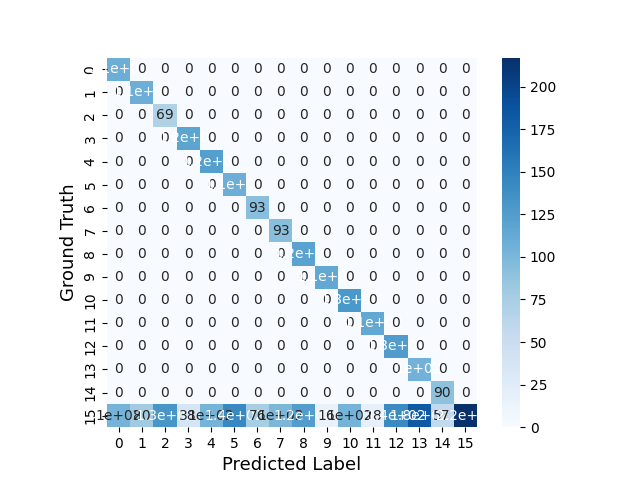 0 0 0 0 0 0 0 0 0 0 0 0 0 0 0 0
1 0 0 0 0 0 0 0 0 0 0 0 0 0 0 0
2 0 0 69 0 0 0 0 0 0 0 0 0 0 0 0 0
3 0 0 0 0 0 0 0 0 0 0 0 0 0 0 0
4 0 0 0 0 0 0 0 0 0 0 0 0 0 0 0
5 0 0 0 0 0 0 0 0 0 0 0 0 0 0 0
6 0 0 0 0 0 0 93 0 0 0 0 0 0 0 0 0
7 0 0 0 0 0 0 0 93 0 0 0 0 0 0 0 0
8 0 0 0 0 0 0 0 0 0 0 0 0 0 0 0
9 0 0 0 0 0 0 0 0 0 0 0 0 0 0 0
10 0 0 0 0 0 0 0 0 0 0 0 0 0 0 0
11 0 0 0 0 0 0 0 0 0 0 0 0 0 0 0
12 0 0 0 0 0 0 0 0 0 0 0 0 0 0 0
13 0 0 0 0 0 0 0 0 0 0 0 0 0 0 0
14 0 0 0 0 0 0 0 0 0 0 0 0 0 0 90 0
15
0 1 2 3 4 5 6 7 8 9 10 11 12 13 14 15
Predicted Label
Ground Truth
200
175
150
125
100
75
50
25
0